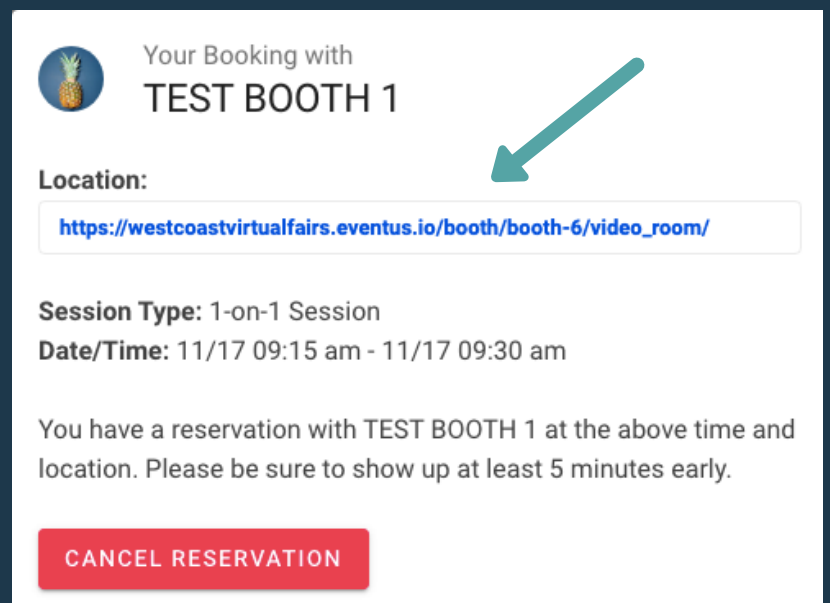 Your Booking with
TEST BOOTH 1
Location:
https://westcoastvirtualfairs.eventus.io/booth/booth-6/video_room/
Session Type: 1-on-1 Session
Date/Time: 11/17 09:15 am - 11/17 09:30 am
You have a reservation with TEST BOOTH 1 at the above time and
location. Please be sure to show up at least 5 minutes early.
CANCEL RESERVATION